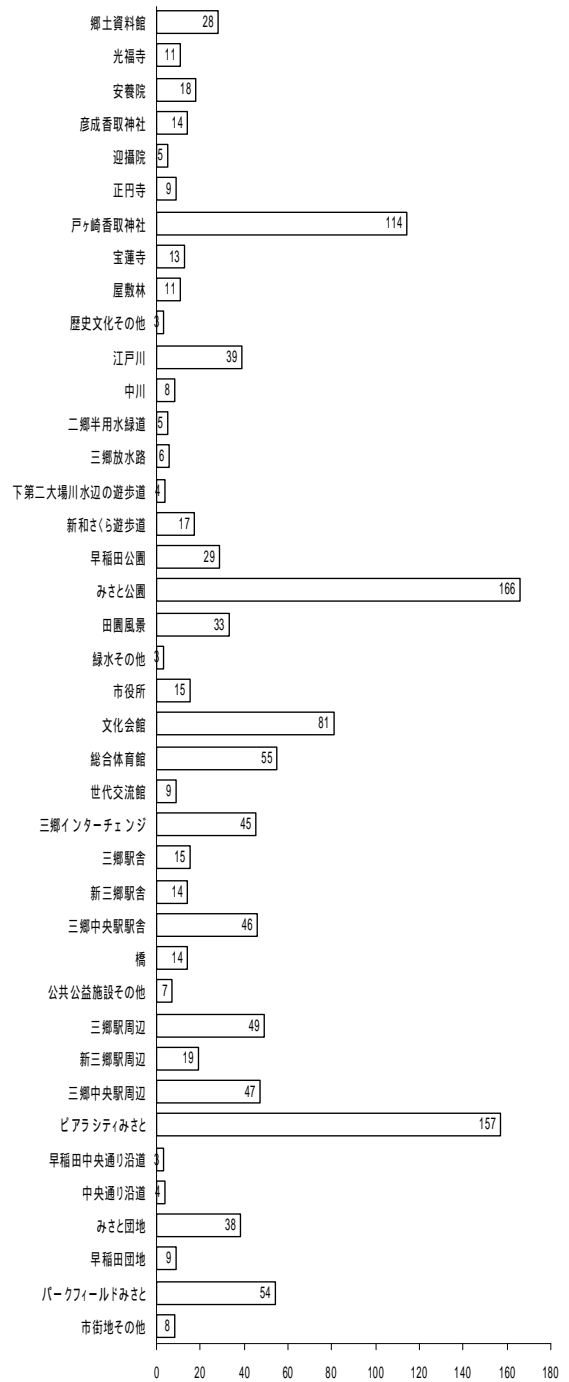 郷土資料館 28
光福寺 11
安養院 18
彦成香取神社 14
迎攝院 5
正円寺 9
戸ヶ崎香取神社 114
宝蓮寺 13
屋敷林 11
歴史文化その他 3
江戸川 39
中川 8
二郷半用水緑道 5
三郷放水路 6
下第二大場川水辺の遊歩道 4
新和さくら遊歩道 17
早稲田公園 29
みさと公園 166
田園風景 33
緑水その他 3
市役所 15
文化会館 81
総合体育館 55
世代交流館 9
三郷インターチェンジ 45
三郷駅舎 15
新三郷駅舎 14
三郷中央駅駅舎 46
橋 14
公共公益施設その他 7
三郷駅周辺 49
新三郷駅周辺 19
三郷中央駅周辺 47
ピアラシティみさと 157
早稲田中央通り沿道 3
中央通り沿道 4
みさと団地 38
早稲田団地 9
パークフィールドみさと 54
市街地その他 8
0 20 40 60 80 100 120 140 160 180